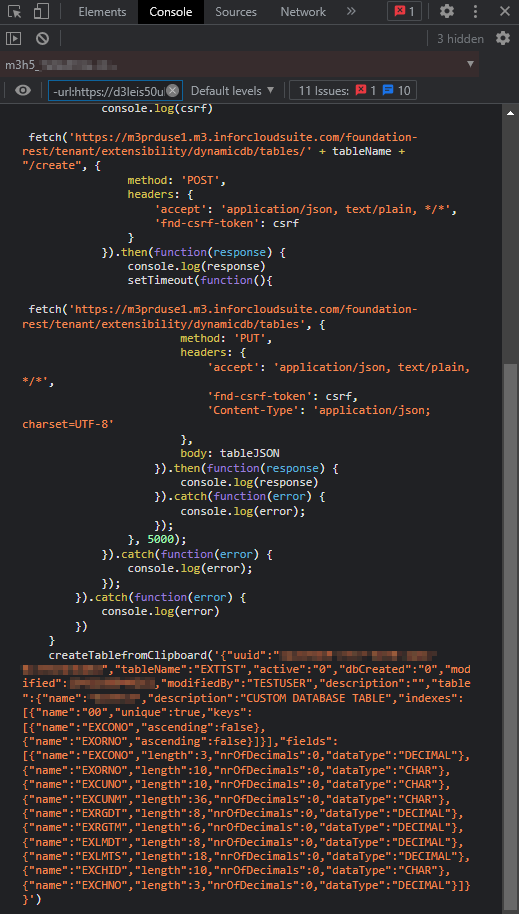 Elements Console Sources Network » 1
3 hidden
m3h5_
-url:https://d3leis50u Default levels 11 Issues: 1 10
console.log(csrf)
fetch('https://m3prduse1.m3.inforcloudsuite.com/foundation-
rest/tenant/extensibility/dynamicdb/tables/' + tableName +
"/create", {
method: 'POST',
headers: {
'accept': 'application/json, text/plain, */*',
'fnd-csrf-token': csrf
}
}).then(function(response) {
console.log(response)
setTimeout(function(){
fetch('https://m3prduse1.m3.inforcloudsuite.com/foundation-
rest/tenant/extensibility/dynamicdb/tables', {
method: 'PUT',
headers: {
'accept': 'application/json, text/plain,
*/*',
'fnd-csrf-token': csrf,
'Content-Type': 'application/json;
charset=UTF-8'
},
body: tableJSON
}).then(function(response) {
console.log(response)
}).catch(function(error) {
console.log(error);
});
}, 5000);
}).catch(function(error) {
console.log(error);
});
}).catch(function(error) {
console.log(error)
})
}
createTablefromClipboard('{"uuid":"
","tableName":"EXTTST","active":"0","dbCreated":"0","mod
ified": ,"modifiedBy":"TESTUSER","description":"","table
":{"name":" ","description":"CUSTOM DATABASE TABLE","indexes":
[{"name":"00","unique":true,"keys":
[{"name":"EXCONO","ascending":false},
{"name":"EXORNO","ascending":false}]}],"fields":
[{"name":"EXCONO","length":3,"nrOfDecimals":0,"dataType":"DECIMAL"},
{"name":"EXORNO","length":10,"nrOfDecimals":0,"dataType":"CHAR"},
{"name":"EXCUNO","length":10,"nrOfDecimals":0,"dataType":"CHAR"},
{"name":"EXCUNM","length":36,"nrOfDecimals":0,"dataType":"CHAR"},
{"name":"EXRGDT","length":8,"nrOfDecimals":0,"dataType":"DECIMAL"},
{"name":"EXRGTM","length":6,"nrOfDecimals":0,"dataType":"DECIMAL"},
{"name":"EXLMDT","length":8,"nrOfDecimals":0,"dataType":"DECIMAL"},
{"name":"EXLMTS","length":18,"nrOfDecimals":0,"dataType":"DECIMAL"},
{"name":"EXCHID","length":10,"nrOfDecimals":0,"dataType":"CHAR"},
{"name":"EXCHNO","length":3,"nrOfDecimals":0,"dataType":"DECIMAL"}]}
}')